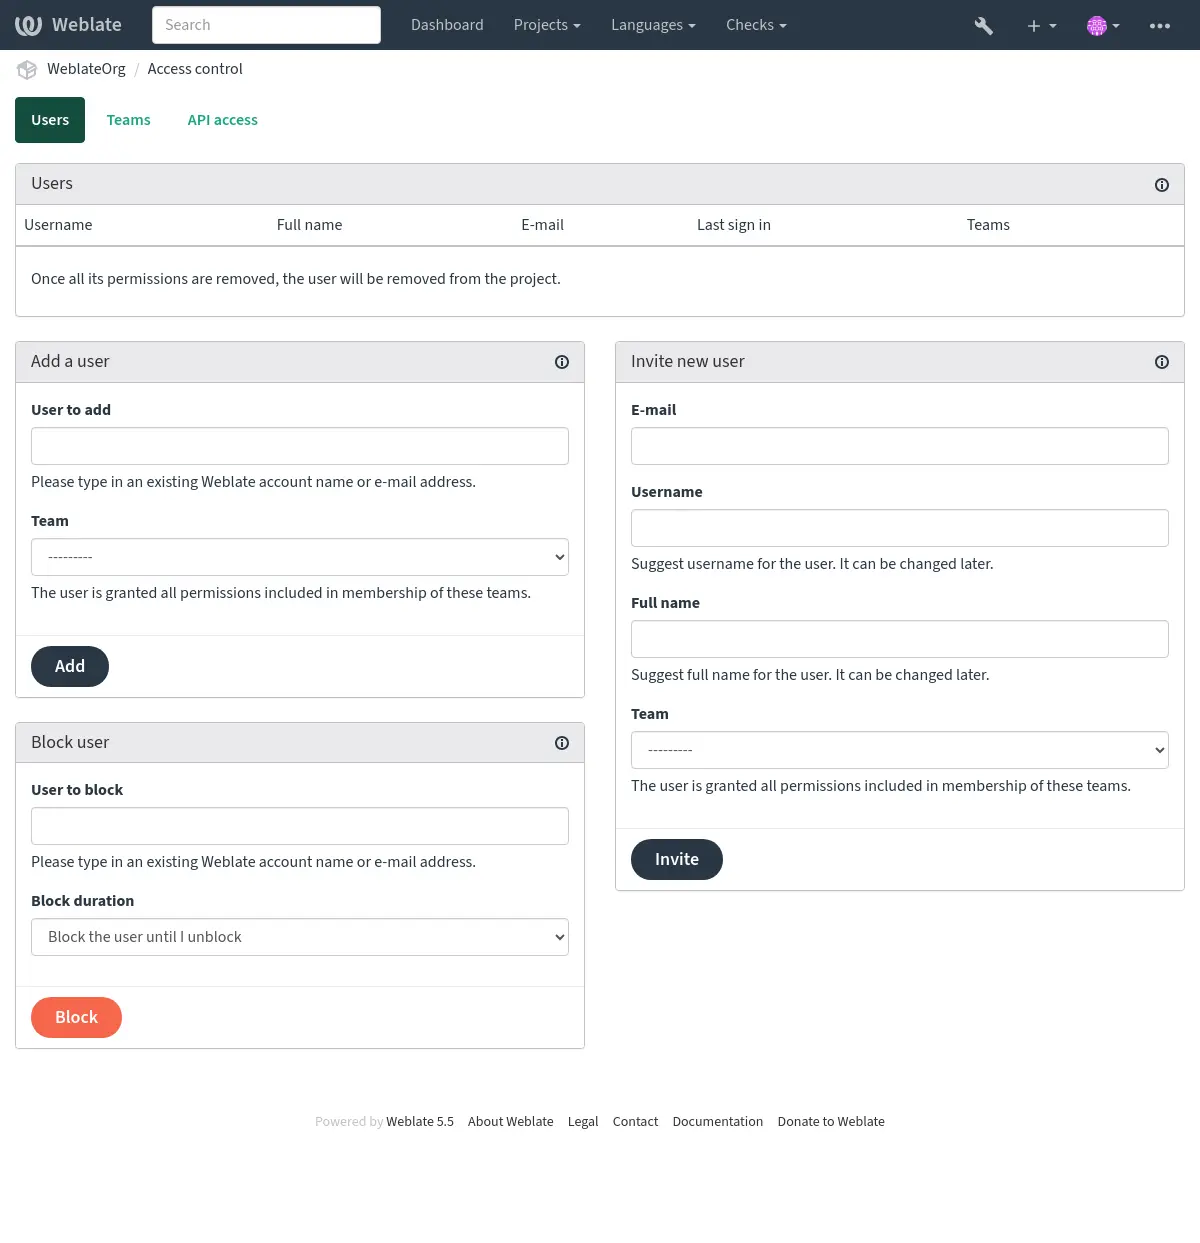 Weblate Search Dashboard Projects Languages Checks
WeblateOrg / Access control
Users Teams API access
Users
Username Full name E-mail Last sign in Teams
Once all its permissions are removed, the user will be removed from the project.
Add a user
User to add
Please type in an existing Weblate account name or e-mail address.
Team
---------
The user is granted all permissions included in membership of these teams.
Add
Block user
User to block
Please type in an existing Weblate account name or e-mail address.
Block duration
Block the user until I unblock
Block
Invite new user
E-mail
Username
Suggest username for the user. It can be changed later.
Full name
Suggest full name for the user. It can be changed later.
Team
---------
The user is granted all permissions included in membership of these teams.
Invite
Powered by Weblate 5.5 About Weblate Legal Contact Documentation Donate to Weblate